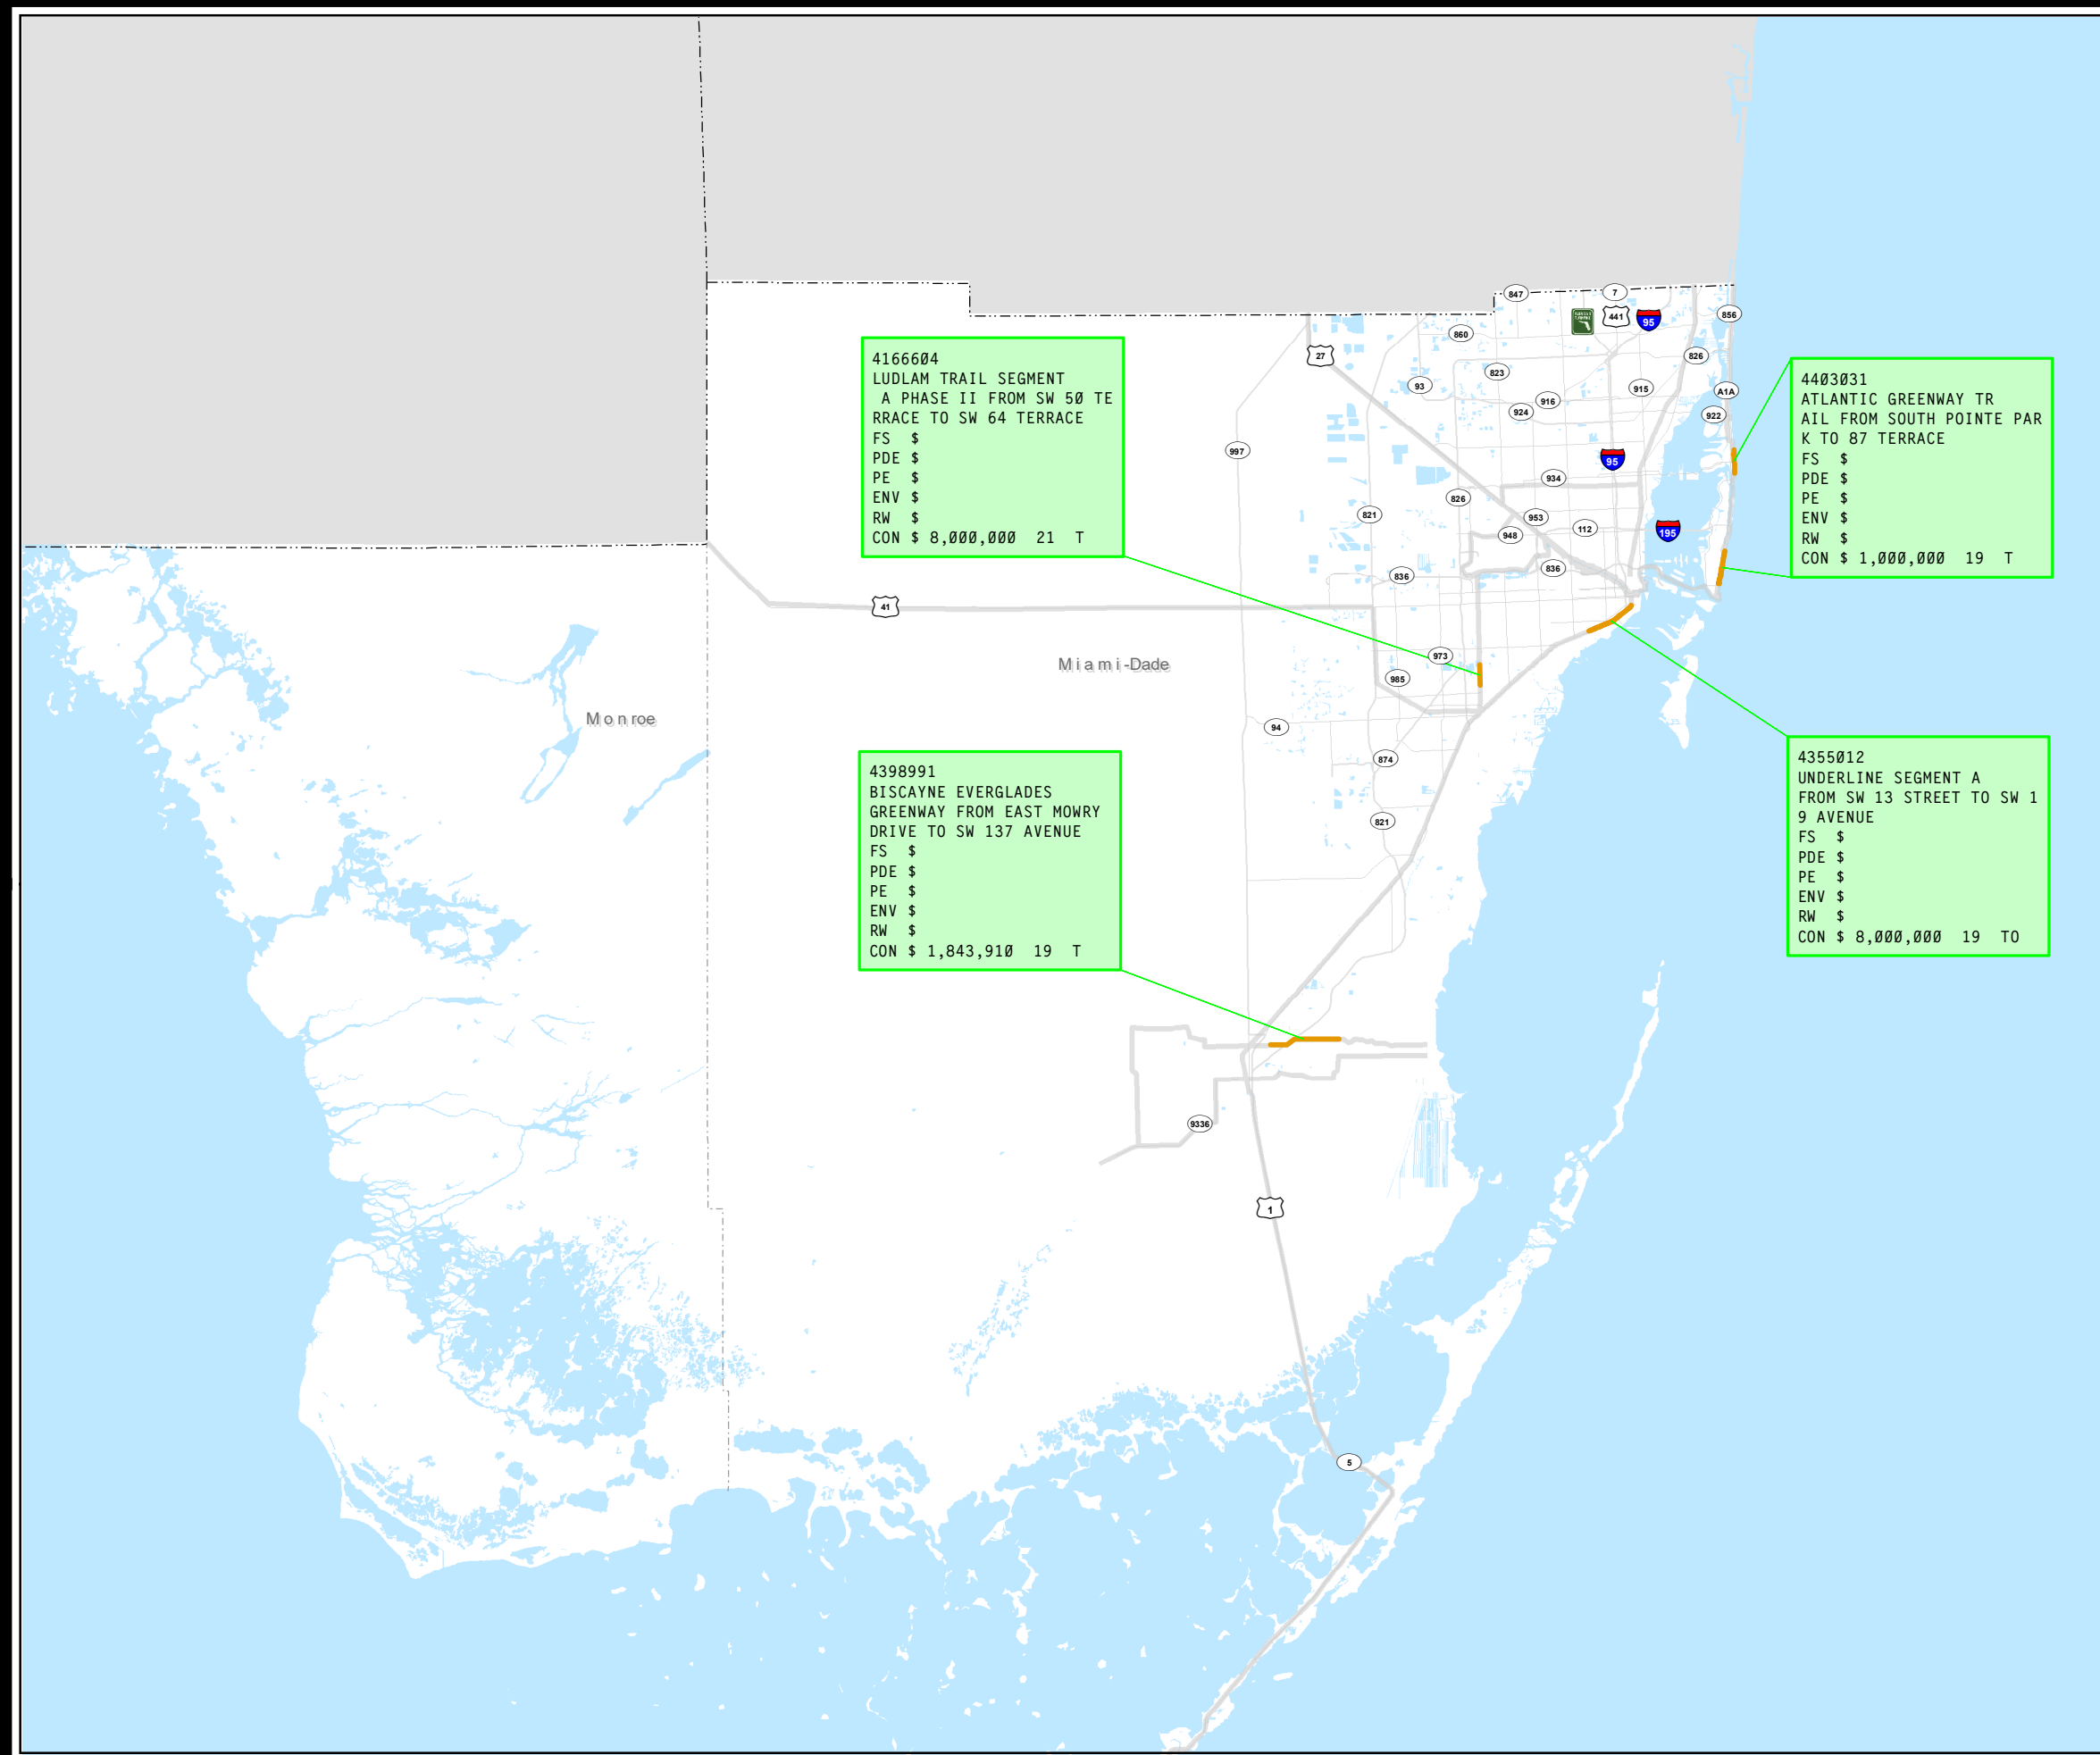 847
7
441
95
856
860
27
826
823
93
A1A
915
916
924
922
4166604
LUDLAM TRAIL SEGMENT
A PHASE II FROM SW 50 TE
RRACE TO SW 64 TERRACE
FS $
PDE $
PE $
ENV $
RW $
CON $ 8,000,000 21 T
4403031
ATLANTIC GREENWAY TR
AIL FROM SOUTH POINTE PAR
K TO 87 TERRACE
FS $
PDE $
PE $
ENV $
RW $
CON $ 1,000,000 19 T
997
95
934
826
821
953
112
195
948
836
836
41
973
Miami-Dade
985
Monroe
94
874
821
4398991
BISCAYNE EVERGLADES
GREENWAY FROM EAST MOWRY
DRIVE TO SW 137 AVENUE
FS $
PDE $
PE $
ENV $
RW $
CON $ 1,843,910 19 T
4355012
UNDERLINE SEGMENT A
FROM SW 13 STREET TO SW 1
9 AVENUE
FS $
PDE $
PE $
ENV $
RW $
CON $ 8,000,000 19 TO
9336
1
5